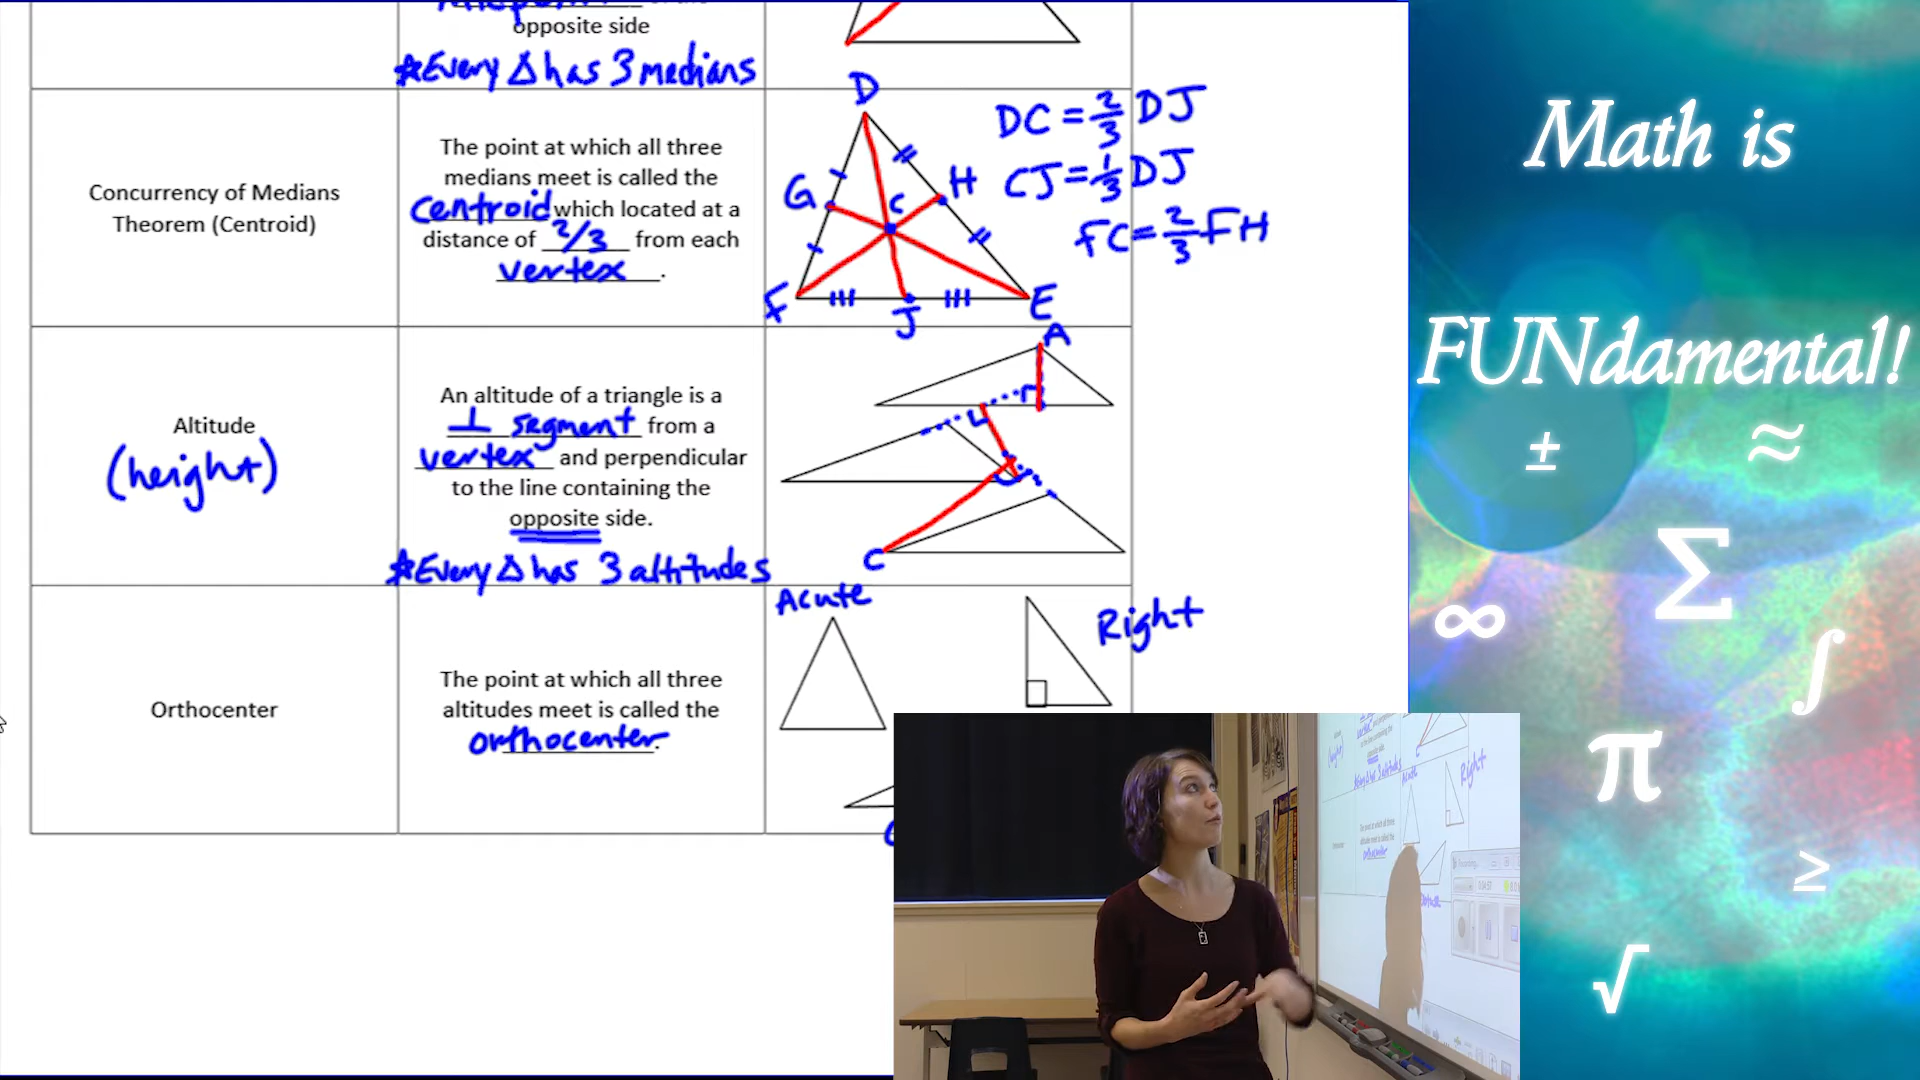 opposite side
*Every Δ has 3 medians
Concurrency of Medians
Theorem (Centroid)
The point at which all three
medians meet is called the
centroid which located at a
distance of 2/3 from each
vertex.
D
G
H
C
F
J
E
DC = 2/3 DJ
CJ = 1/3 DJ
FC = 2/3 FH
Altitude
(height)
An altitude of a triangle is a
⊥ segment from a
vertex and perpendicular
to the line containing the
opposite side.
*Every Δ has 3 altitudes
A
C
Orthocenter
The point at which all three
altitudes meet is called the
orthocenter.
Acute
Right
Math is
FUNdamental!
±
≈
∞
Σ
∫
π
≥
√